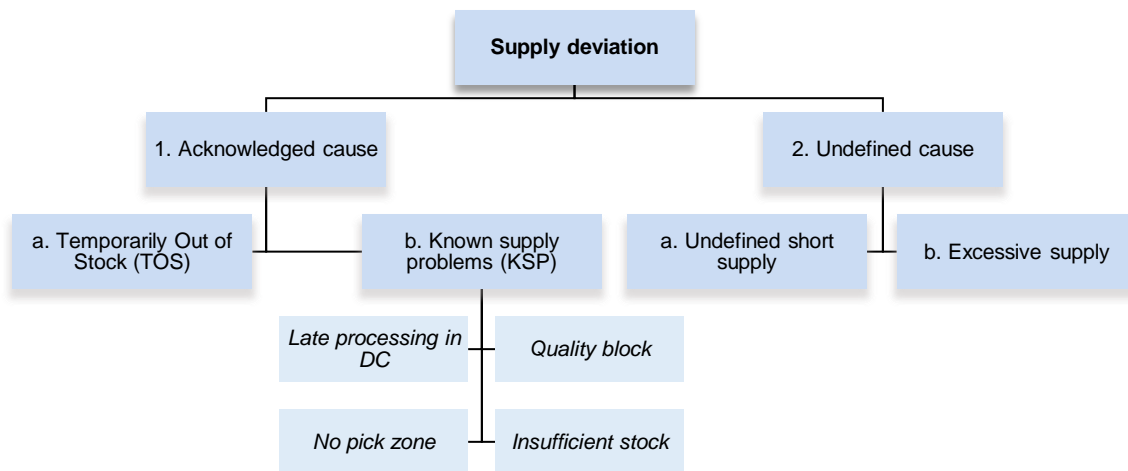 Supply deviation
1. Acknowledged cause
2. Undefined cause
a. Temporarily Out of
Stock (TOS)
b. Known supply
problems (KSP)
a. Undefined short
supply
b. Excessive supply
Late processing in
DC
Quality block
No pick zone
Insufficient stock